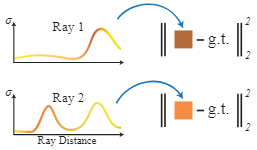 σ
Ray 1
‖ – g.t. ‖ 2 2
σ
Ray 2
‖ – g.t. ‖ 2 2
Ray Distance